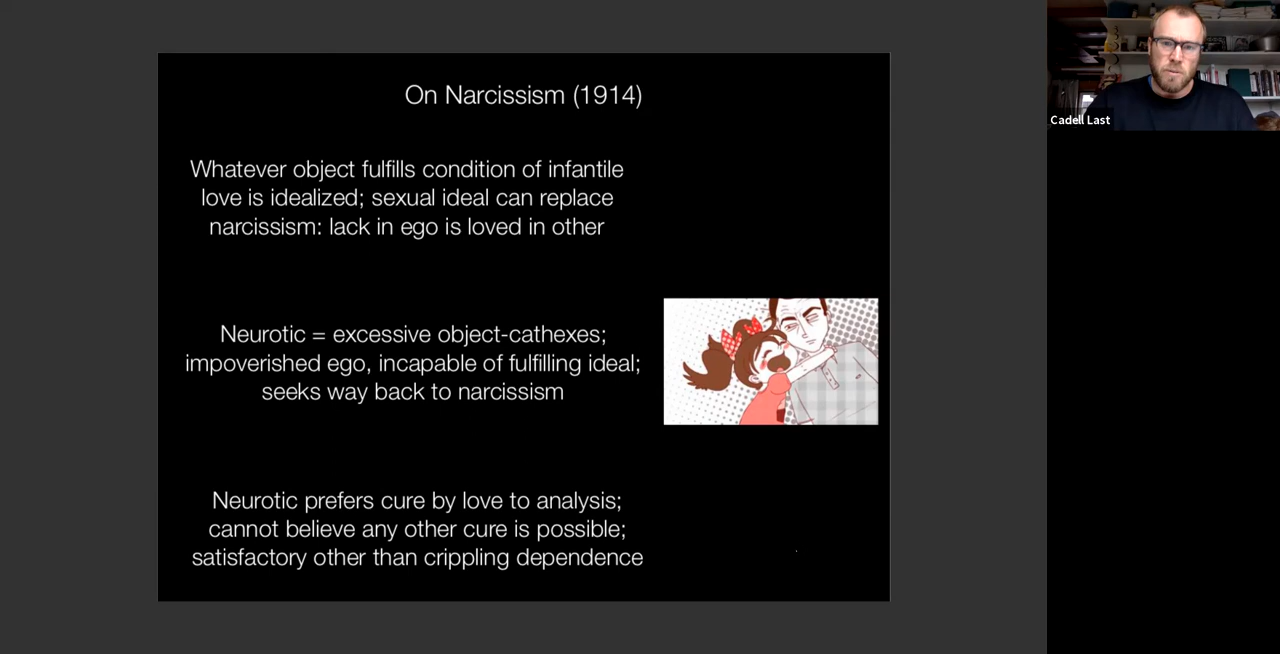 On Narcissism (1914)
Whatever object fulfills condition of infantile
love is idealized; sexual ideal can replace
narcissism: lack in ego is loved in other
Neurotic = excessive object-cathexes;
impoverished ego, incapable of fulfilling ideal;
seeks way back to narcissism
Neurotic prefers cure by love to analysis;
cannot believe any other cure is possible;
satisfactory other than crippling dependence
Cadell Last